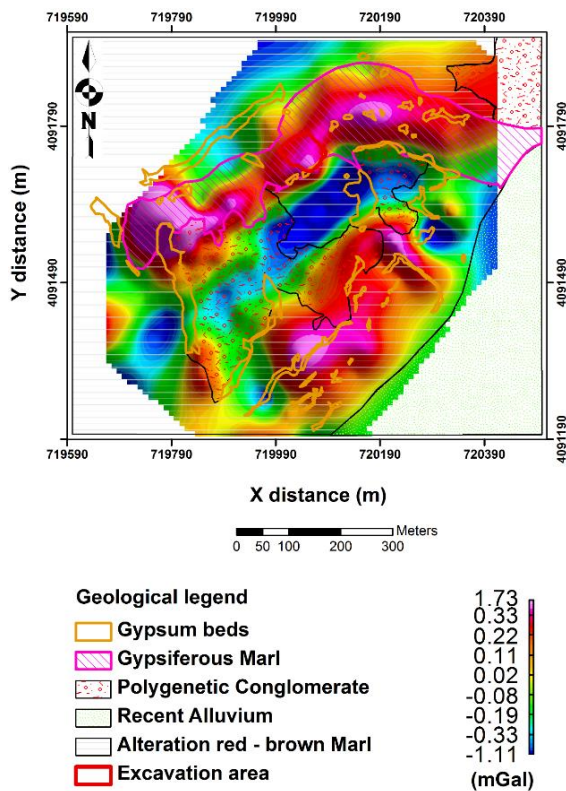 719590 719790 719990 720190 720390
N
4091790
4091490
4091190
Y distance (m)
4091790
4091490
4091190
719590 719790 719990 720190 720390
X distance (m)
Meters
0 50 100 200 300
Geological legend
Gypsum beds
Gypsiferous Marl
Polygenetic Conglomerate
Recent Alluvium
Alteration red - brown Marl
Excavation area
1.73
0.33
0.22
0.11
0.02
-0.08
-0.19
-0.33
-1.11
(mGal)